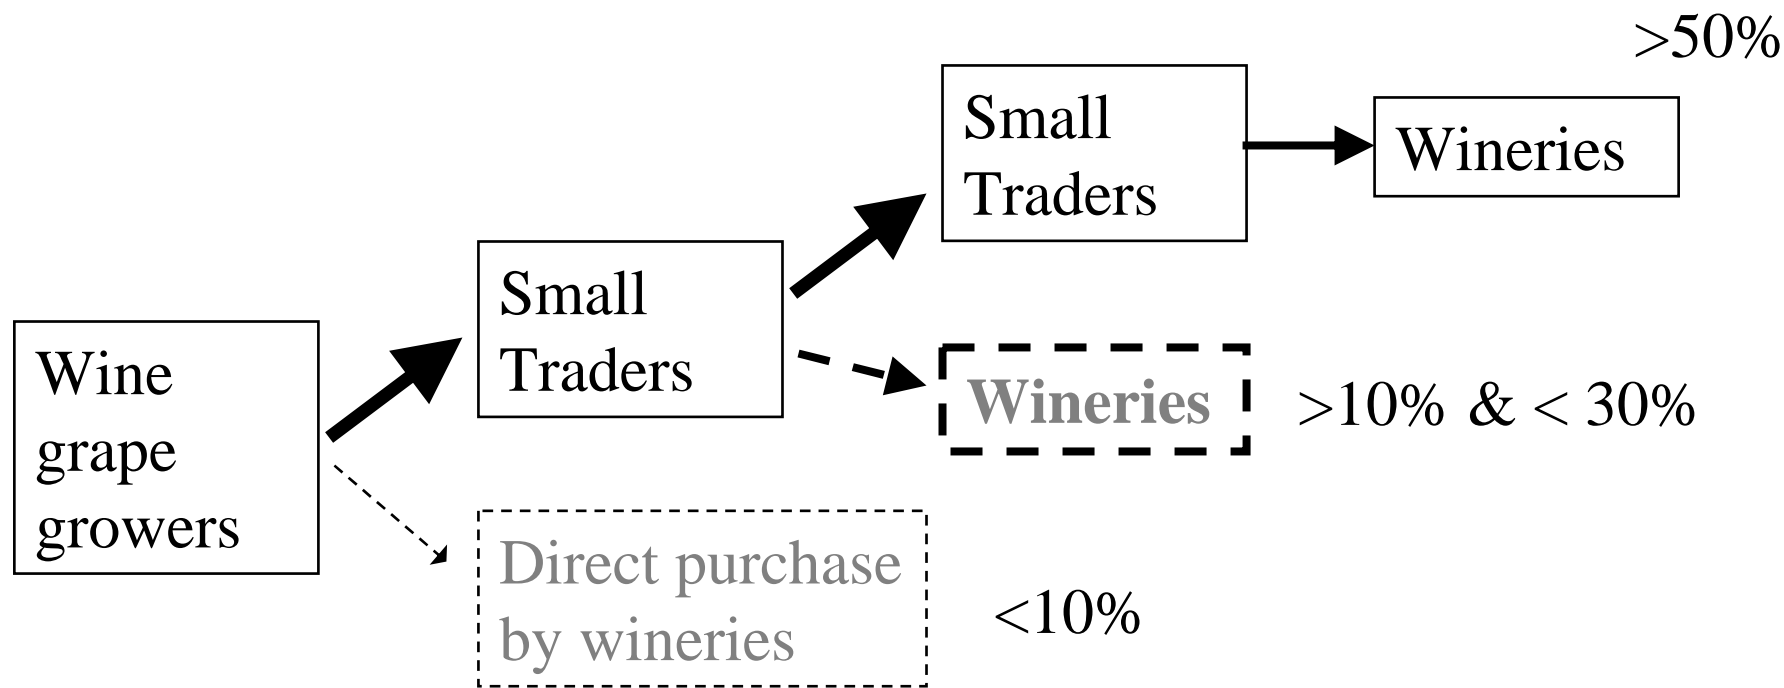 >50%
Small
Traders
Wineries
Small
Traders
Wine
grape
growers
Wineries
>10% & < 30%
Direct purchase
by wineries
<10%